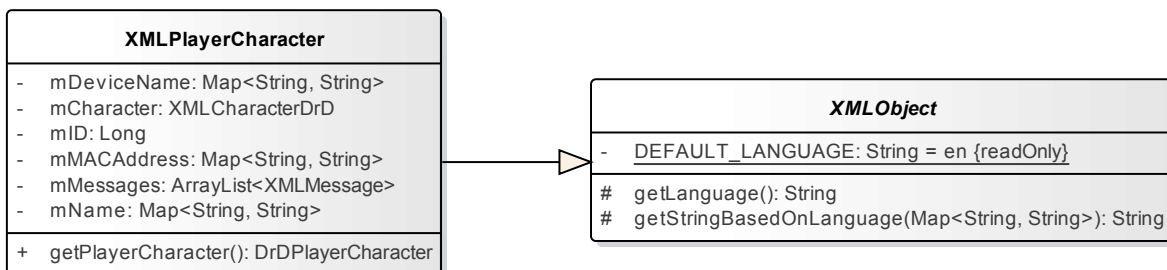 XMLPlayerCharacter
- mDeviceName: Map<String, String>
- mCharacter: XMLCharacterDrD
- mID: Long
- mMACAddress: Map<String, String>
- mMessages: ArrayList<XMLMessage>
- mName: Map<String, String>
+ getPlayerCharacter(): DrDPlayerCharacter
XMLObject
- DEFAULT_LANGUAGE: String = en {readOnly}
# getLanguage(): String
# getStringBasedOnLanguage(Map<String, String>): String